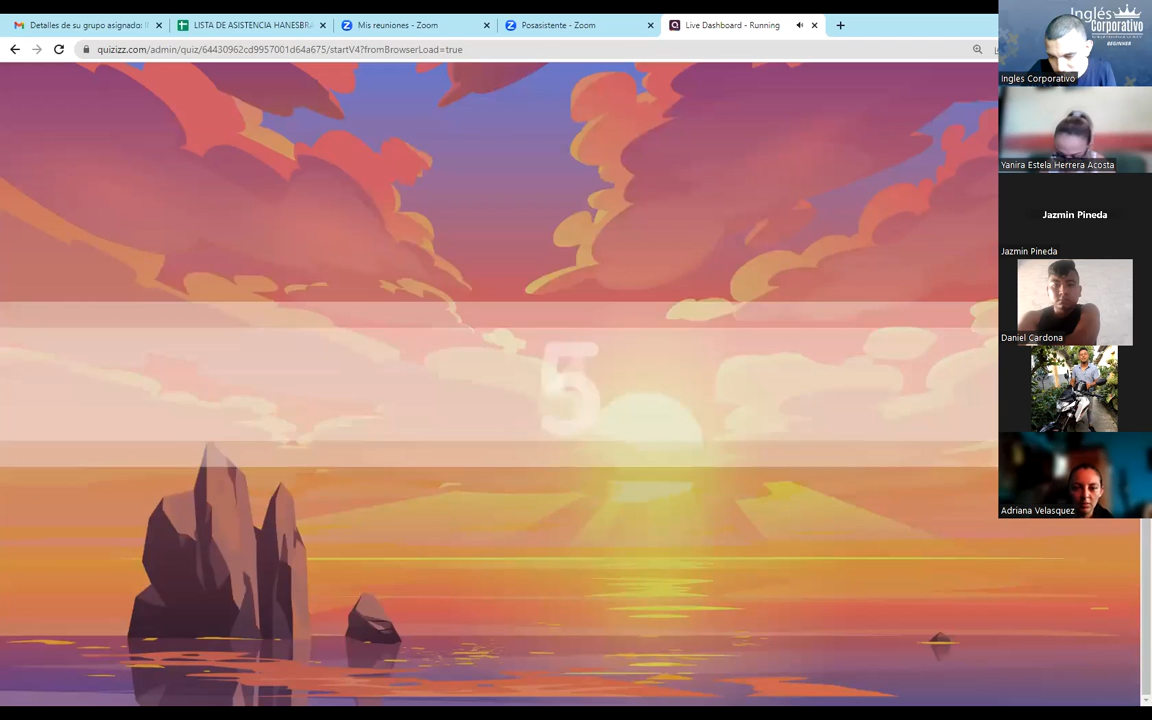 Detalles de su grupo asignado: I
LISTA DE ASISTENCIA HANESBRA
Mis reuniones - Zoom
Posasistente - Zoom
Live Dashboard - Running
quizizz.com/admin/quiz/64430962cd9957001d64a675/startV4?fromBrowserLoad=true
5
Inglés
Corporativo
BEGINNER
Ingles Corporativo
Yanira Estela Herrera Acosta
Jazmin Pineda
Jazmin Pineda
Daniel Cardona
Adriana Velasquez